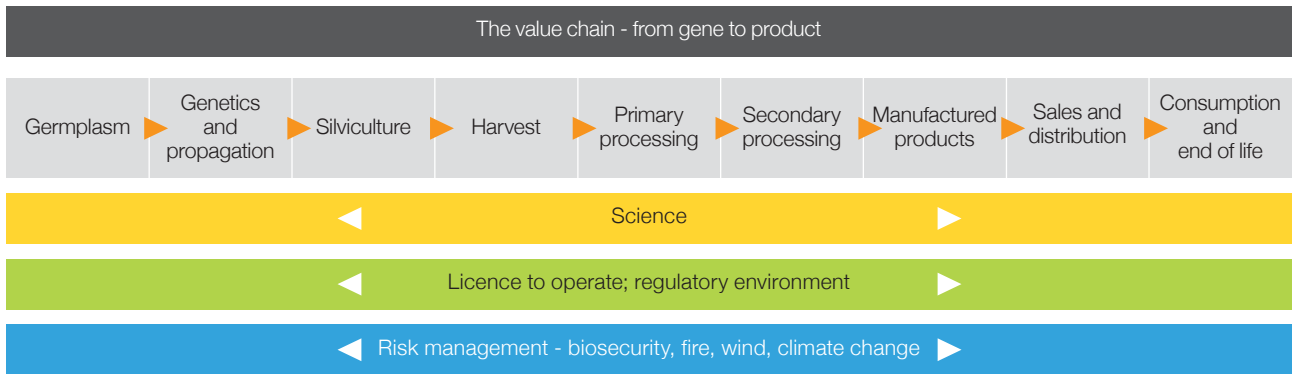 The value chain - from gene to product
Germplasm
Genetics
and
propagation
Silviculture
Harvest
Primary
processing
Secondary
processing
Manufactured
products
Sales and
distribution
Consumption
and
end of life
Science
Licence to operate; regulatory environment
Risk management - biosecurity, fire, wind, climate change